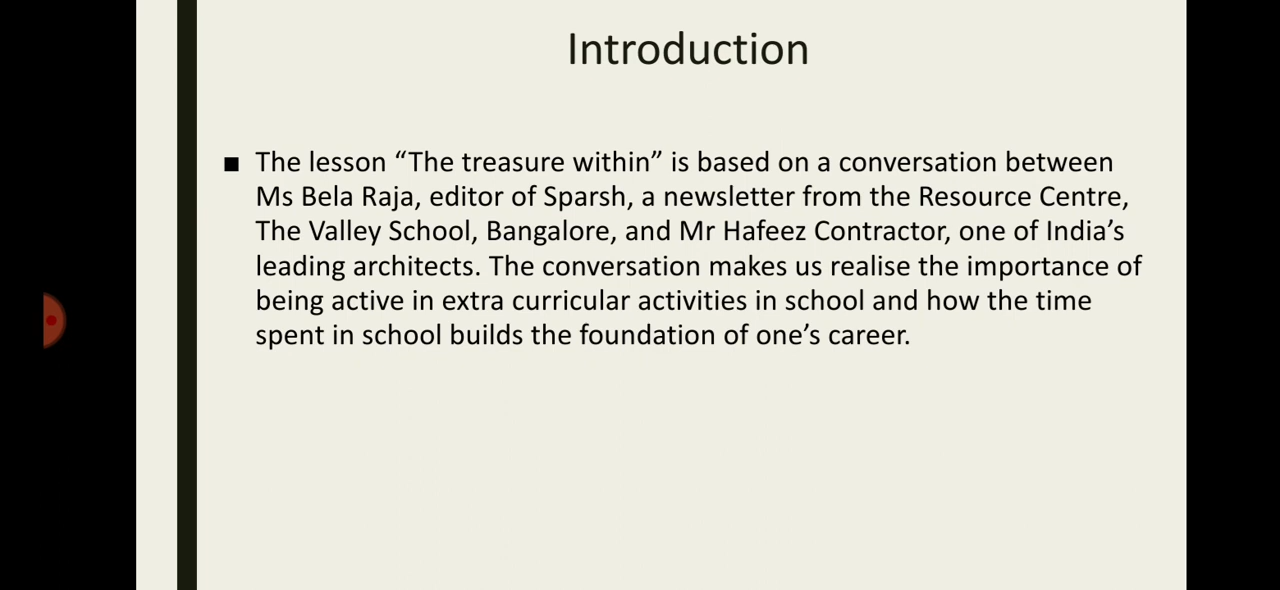 Introduction
■ The lesson “The treasure within” is based on a conversation between
Ms Bela Raja, editor of Sparsh, a newsletter from the Resource Centre,
The Valley School, Bangalore, and Mr Hafeez Contractor, one of India’s
leading architects. The conversation makes us realise the importance of
being active in extra curricular activities in school and how the time
spent in school builds the foundation of one’s career.